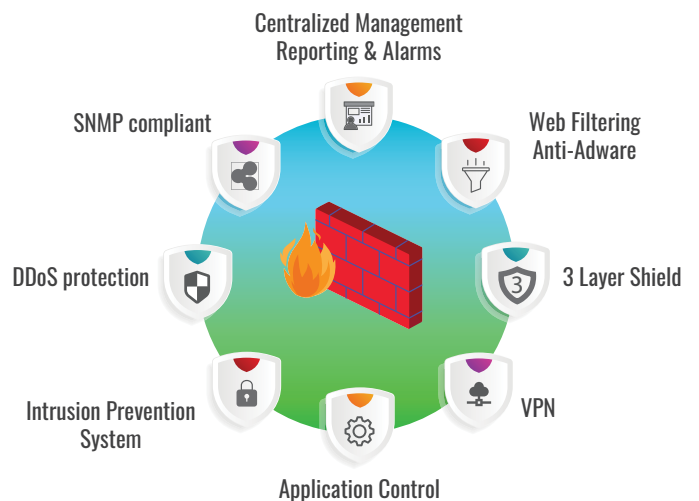 Centralized Management
Reporting & Alarms
SNMP compliant
Web Filtering
Anti-Adware
DDoS protection
3
3 Layer Shield
Intrusion Prevention
System
VPN
Application Control